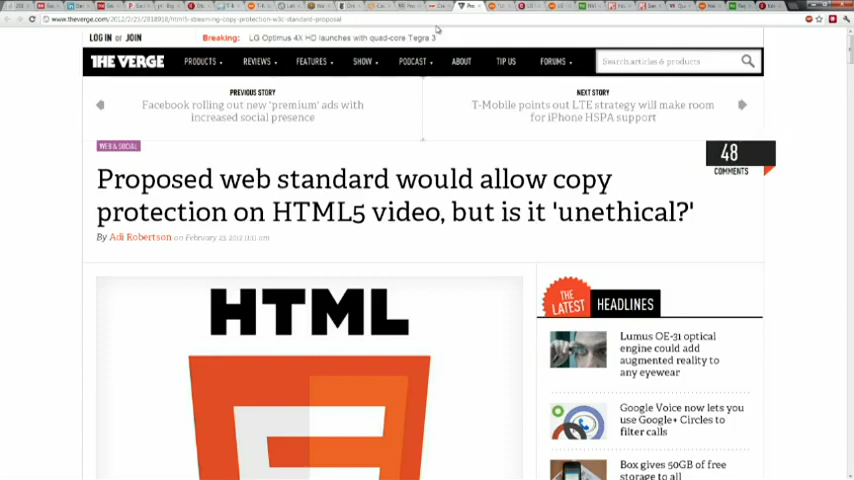 www.theverge.com/2012/2/23/2818918/html5-streaming-copy-protection-w3c-standard-proposal
LOG IN or JOIN
Breaking: LG Optimus 4X HD launches with quad-core Tegra 3
THE VERGE PRODUCTS REVIEWS FEATURES SHOW PODCAST ABOUT TIP US FORUMS Search articles & products
PREVIOUS STORY
Facebook rolling out new 'premium' ads with
increased social presence
NEXT STORY
T-Mobile points out LTE strategy will make room
for iPhone HSPA support
WEB & SOCIAL
48
COMMENTS
Proposed web standard would allow copy
protection on HTML5 video, but is it 'unethical?'
By Adi Robertson on February 23, 2012 11:11 am
HTML
5
THE
LATEST
HEADLINES
Lumus OE-31 optical
engine could add
augmented reality to
any eyewear
Google Voice now lets you
use Google+ Circles to
filter calls
Box gives 50GB of free
storage to all